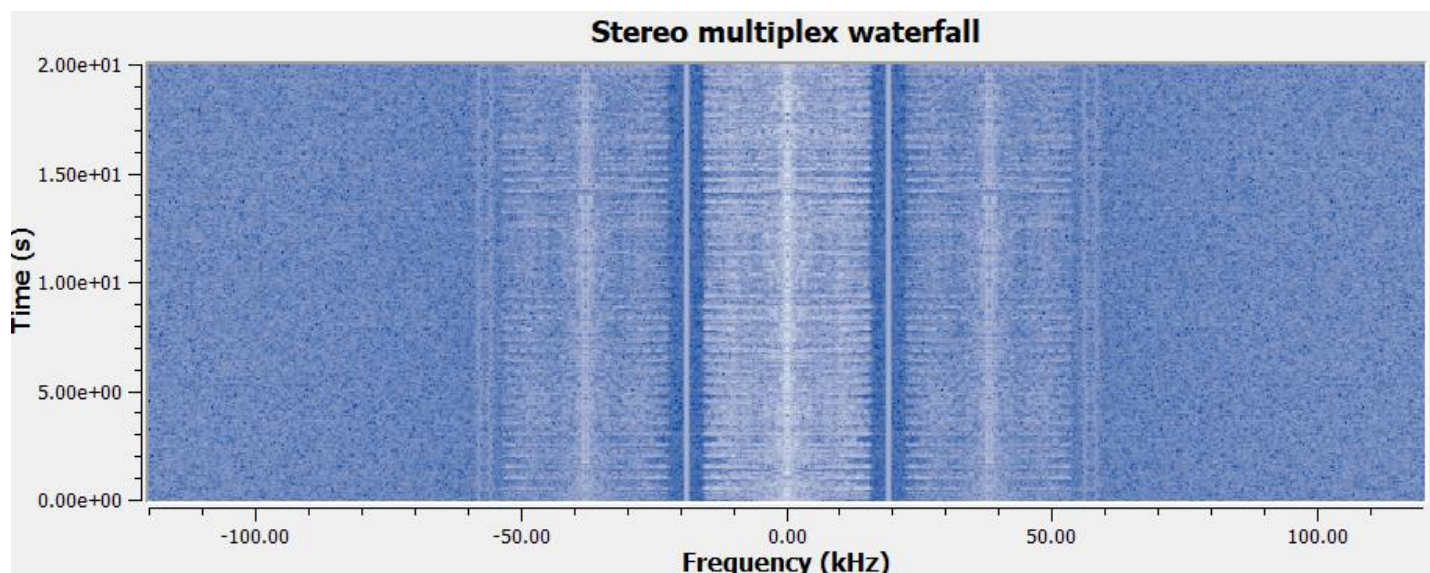 Stereo multiplex waterfall
2.00e+01
1.50e+01
1.00e+01
5.00e+00
0.00e+00
Time (s)
-100.00 -50.00 0.00 50.00 100.00
Frequency (kHz)